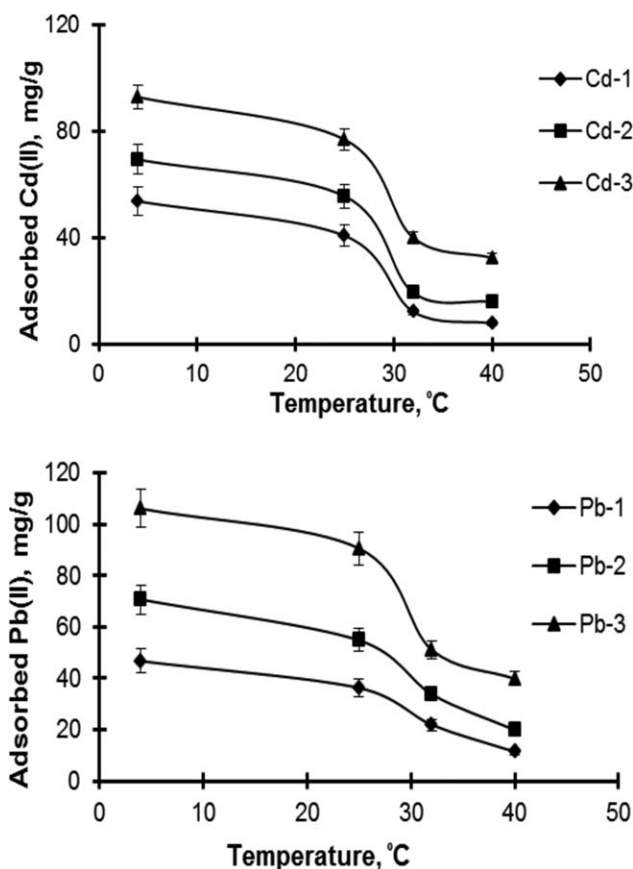 120
80
40
0
Adsorbed Cd(II), mg/g
0 10 20 30 40 50
Temperature, °C
Cd-1
Cd-2
Cd-3
120
100
80
60
40
20
0
Adsorbed Pb(II), mg/g
0 10 20 30 40 50
Temperature, °C
Pb-1
Pb-2
Pb-3